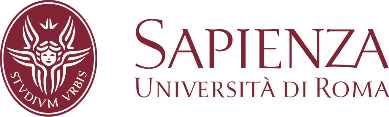 STVDIVM VRBIS
SAPIENZA
UNIVERSITÀ DI ROMA